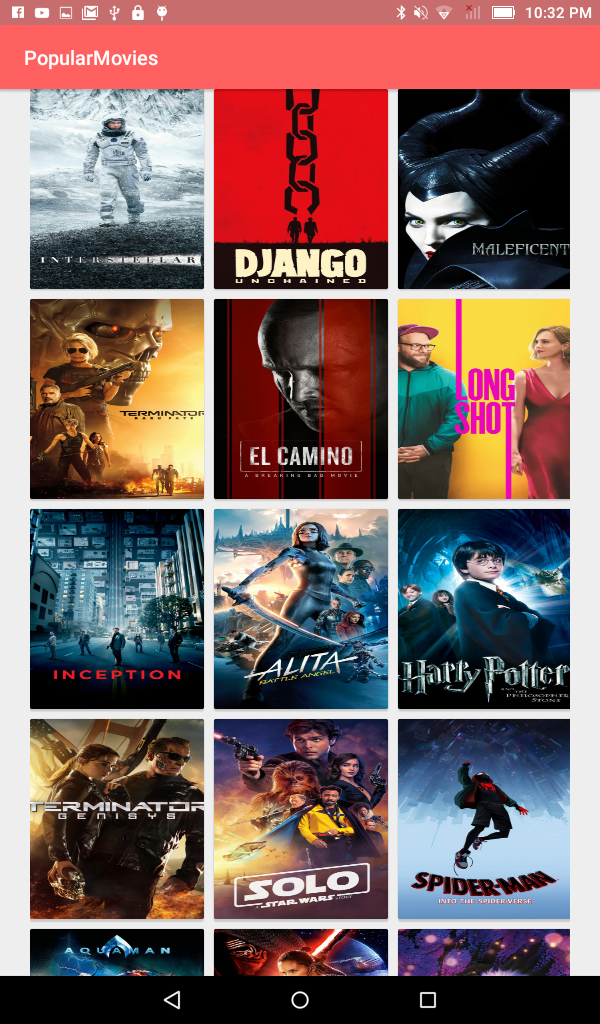 10:32 PM
PopularMovies
INTERSTELLAR
DJANGO
UNCHAINED
MALEFICENT
TERMINATOR
DARK FATE
EL CAMINO
A BREAKING BAD MOVIE
LONG
SHOT
INCEPTION
ALITA
BATTLE ANGEL
Harry Potter
AND THE
PHILOSOPHER'S
STONE
TERMINATOR
GENISYS
SOLO
A STAR WARS STORY
SPIDER-MAN
INTO THE SPIDER-VERSE
AQUAMAN